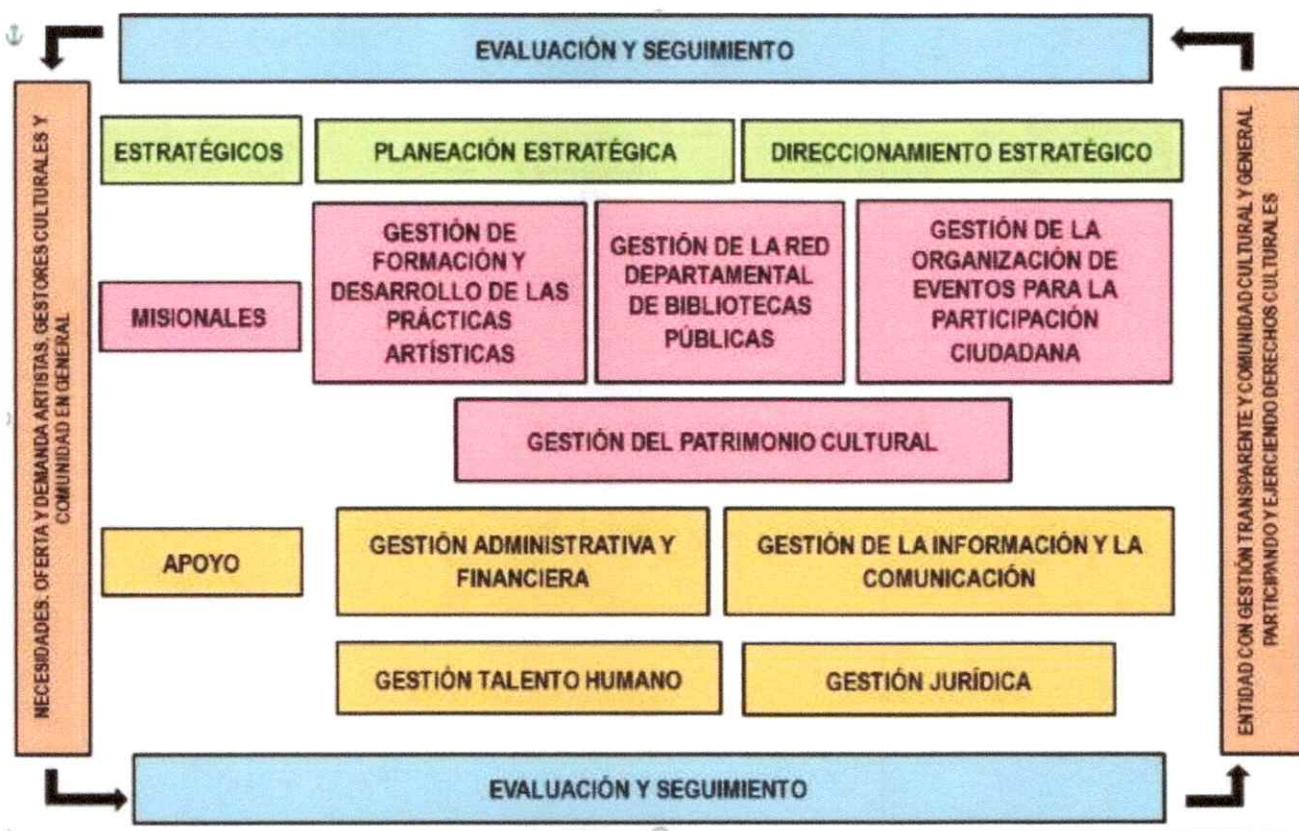 EVALUACIÓN Y SEGUIMIENTO
NECESIDADES. OFERTA Y DEMANDA ARTISTAS, GESTORES CULTURALES Y
COMUNIDAD EN GENERAL
ESTRATÉGICOS
PLANEACIÓN ESTRATÉGICA
DIRECCIONAMIENTO ESTRATÉGICO
MISIONALES
GESTIÓN DE
FORMACIÓN Y
DESARROLLO DE LAS
PRÁCTICAS
ARTÍSTICAS
GESTIÓN DE LA RED
DEPARTAMENTAL
DE BIBLIOTECAS
PÚBLICAS
GESTIÓN DE LA
ORGANIZACIÓN DE
EVENTOS PARA LA
PARTICIPACIÓN
CIUDADANA
GESTIÓN DEL PATRIMONIO CULTURAL
APOYO
GESTIÓN ADMINISTRATIVA Y
FINANCIERA
GESTIÓN DE LA INFORMACIÓN Y LA
COMUNICACIÓN
GESTIÓN TALENTO HUMANO
GESTIÓN JURÍDICA
ENTIDAD CON GESTIÓN TRANSPARENTE Y COMUNIDAD CULTURAL Y GENERAL
PARTICIPANDO Y EJERCIENDO DERECHOS CULTURALES
EVALUACIÓN Y SEGUIMIENTO